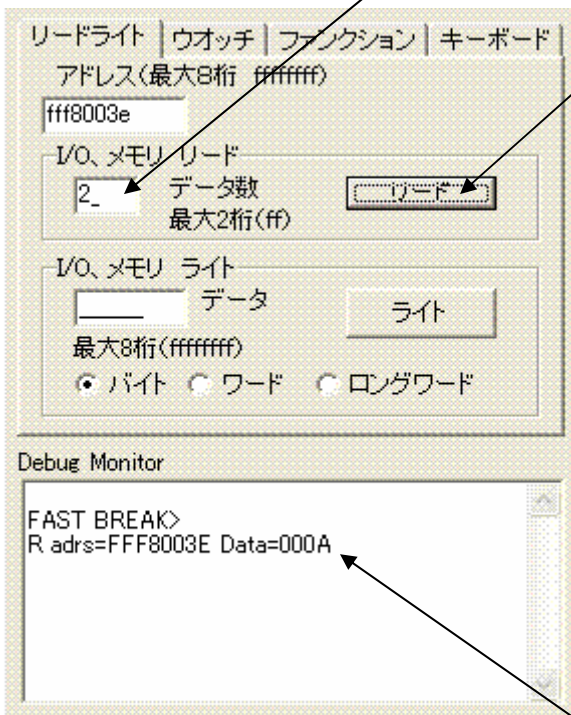 リードライト ウオッチ ファンクション キーボード
アドレス(最大8桁 ffffffff)
fff8003e
I/O、メモリ リード
2_ データ数 リード
最大2桁(ff)
I/O、メモリ ライト
_____ データ ライト
最大8桁(ffffffff)
バイト ワード ロングワード
Debug Monitor
FAST BREAK>
R adrs=FFF8003E Data=000A